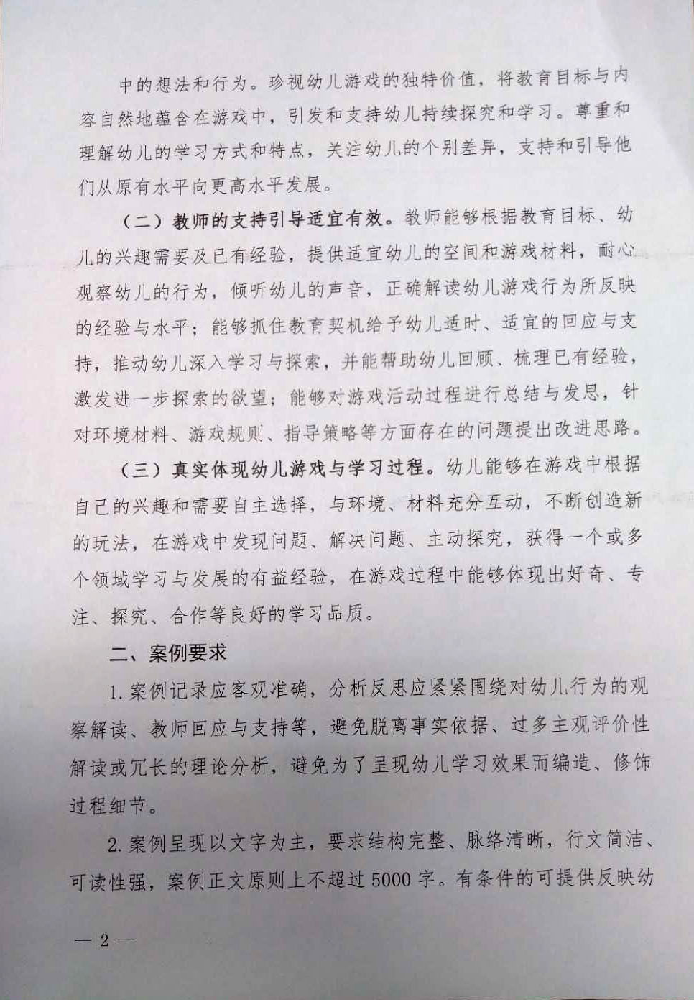 中的想法和行为。珍视幼儿游戏的独特价值，将教育目标与内
容自然地蕴含在游戏中，引发和支持幼儿持续探究和学习。尊重和
理解幼儿的学习方式和特点，关注幼儿的个别差异，支持和引导他
们从原有水平向更高水平发展。
（二）教师的支持引导适宜有效。教师能够根据教育目标、幼
儿的兴趣需要及已有经验，提供适宜幼儿的空间和游戏材料，耐心
观察幼儿的行为，倾听幼儿的声音，正确解读幼儿游戏行为所反映
的经验与水平；能够抓住教育契机给予幼儿适时、适宜的回应与支
持，推动幼儿深入学习与探索，并能帮助幼儿回顾、梳理已有经验，
激发进一步探索的欲望；能够对游戏活动过程进行总结与发思，针
对环境材料、游戏规则、指导策略等方面存在的问题提出改进思路。
（三）真实体现幼儿游戏与学习过程。幼儿能够在游戏中根据
自己的兴趣和需要自主选择，与环境、材料充分互动，不断创造新
的玩法，在游戏中发现问题、解决问题、主动探究，获得一个或多
个领域学习与发展的有益经验，在游戏过程中能够体现出好奇、专
注、探究、合作等良好的学习品质。
二、案例要求
1.案例记录应客观准确，分析反思应紧紧围绕对幼儿行为的观
察解读、教师回应与支持等，避免脱离事实依据、过多主观评价性
解读或冗长的理论分析，避免为了呈现幼儿学习效果而编造、修饰
过程细节。
2.案例呈现以文字为主，要求结构完整、脉络清晰，行文简洁、
可读性强，案例正文原则上不超过 5000 字。有条件的可提供反映幼
— 2 —